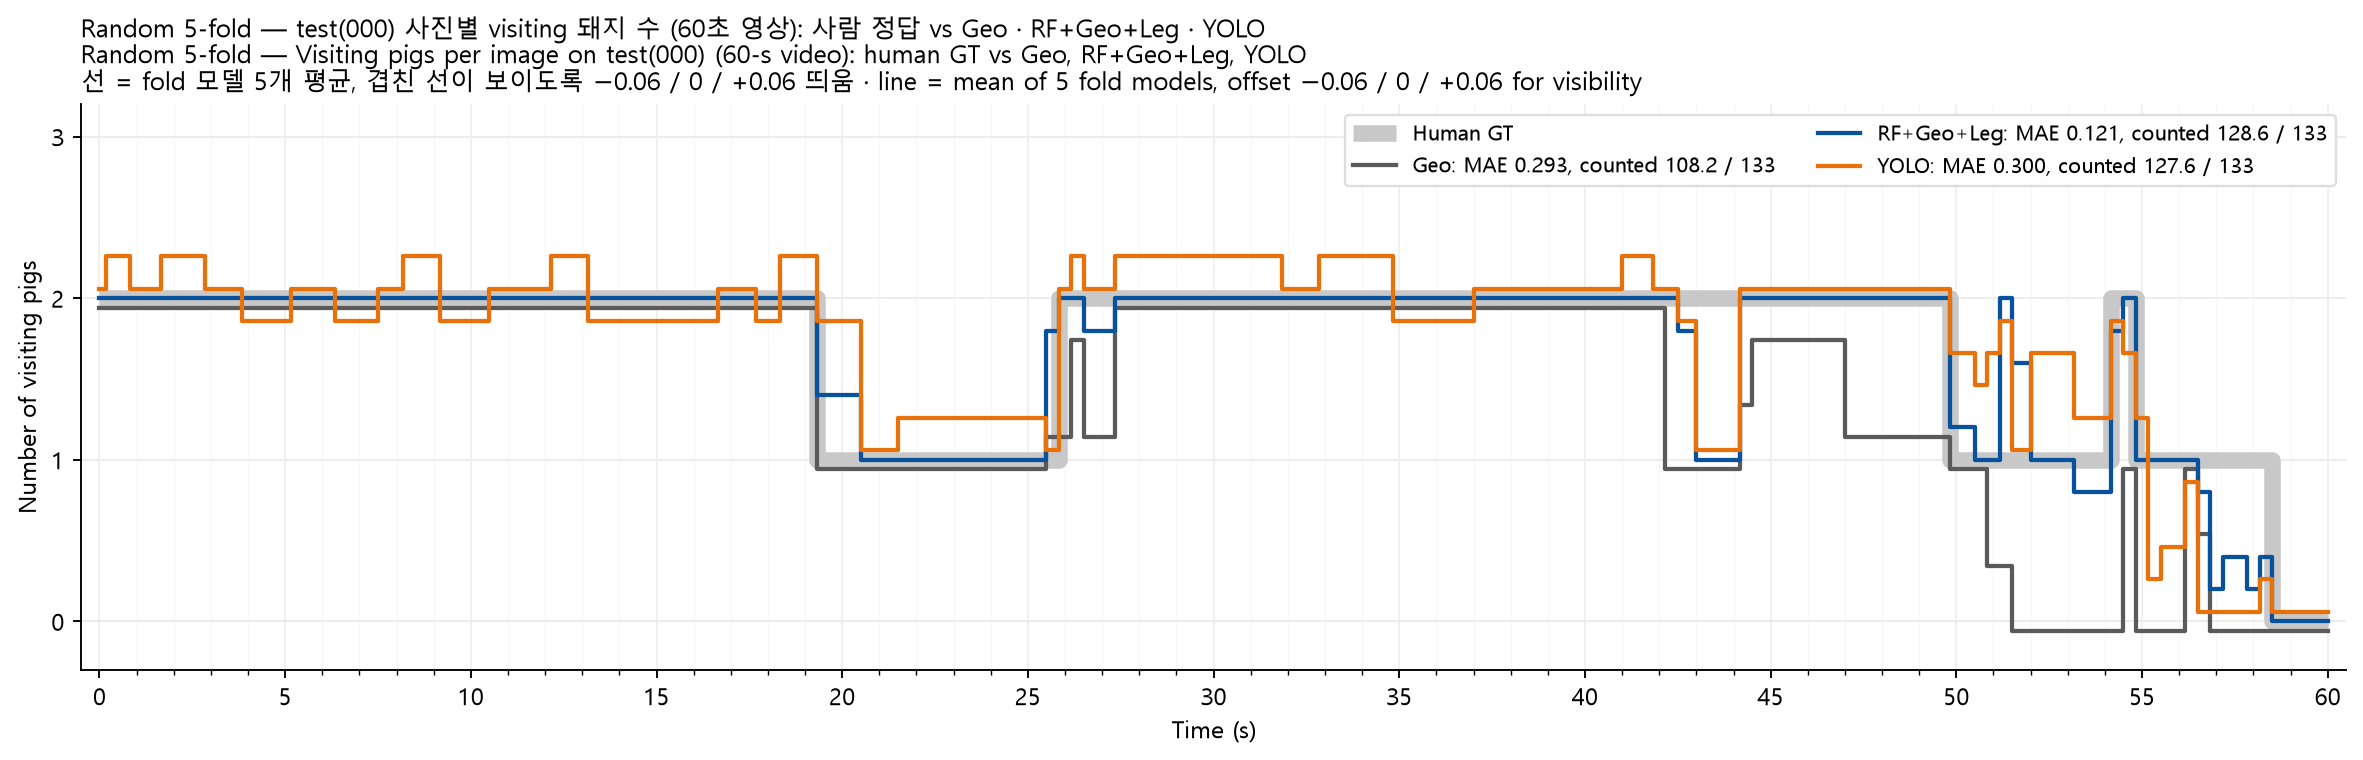 Random 5-fold — test(000) 사진별 visiting 돼지 수 (60초 영상): 사람 정답 vs Geo · RF+Geo+Leg · YOLO
Random 5-fold — Visiting pigs per image on test(000) (60-s video): human GT vs Geo, RF+Geo+Leg, YOLO
선 = fold 모델 5개 평균, 겹친 선이 보이도록 −0.06 / 0 / +0.06 띄움 · line = mean of 5 fold models, offset −0.06 / 0 / +0.06 for visibility
Human GT
Geo: MAE 0.293, counted 108.2 / 133
RF+Geo+Leg: MAE 0.121, counted 128.6 / 133
YOLO: MAE 0.300, counted 127.6 / 133
Number of visiting pigs
3
2
1
0
0 5 10 15 20 25 30 35 40 45 50 55 60
Time (s)